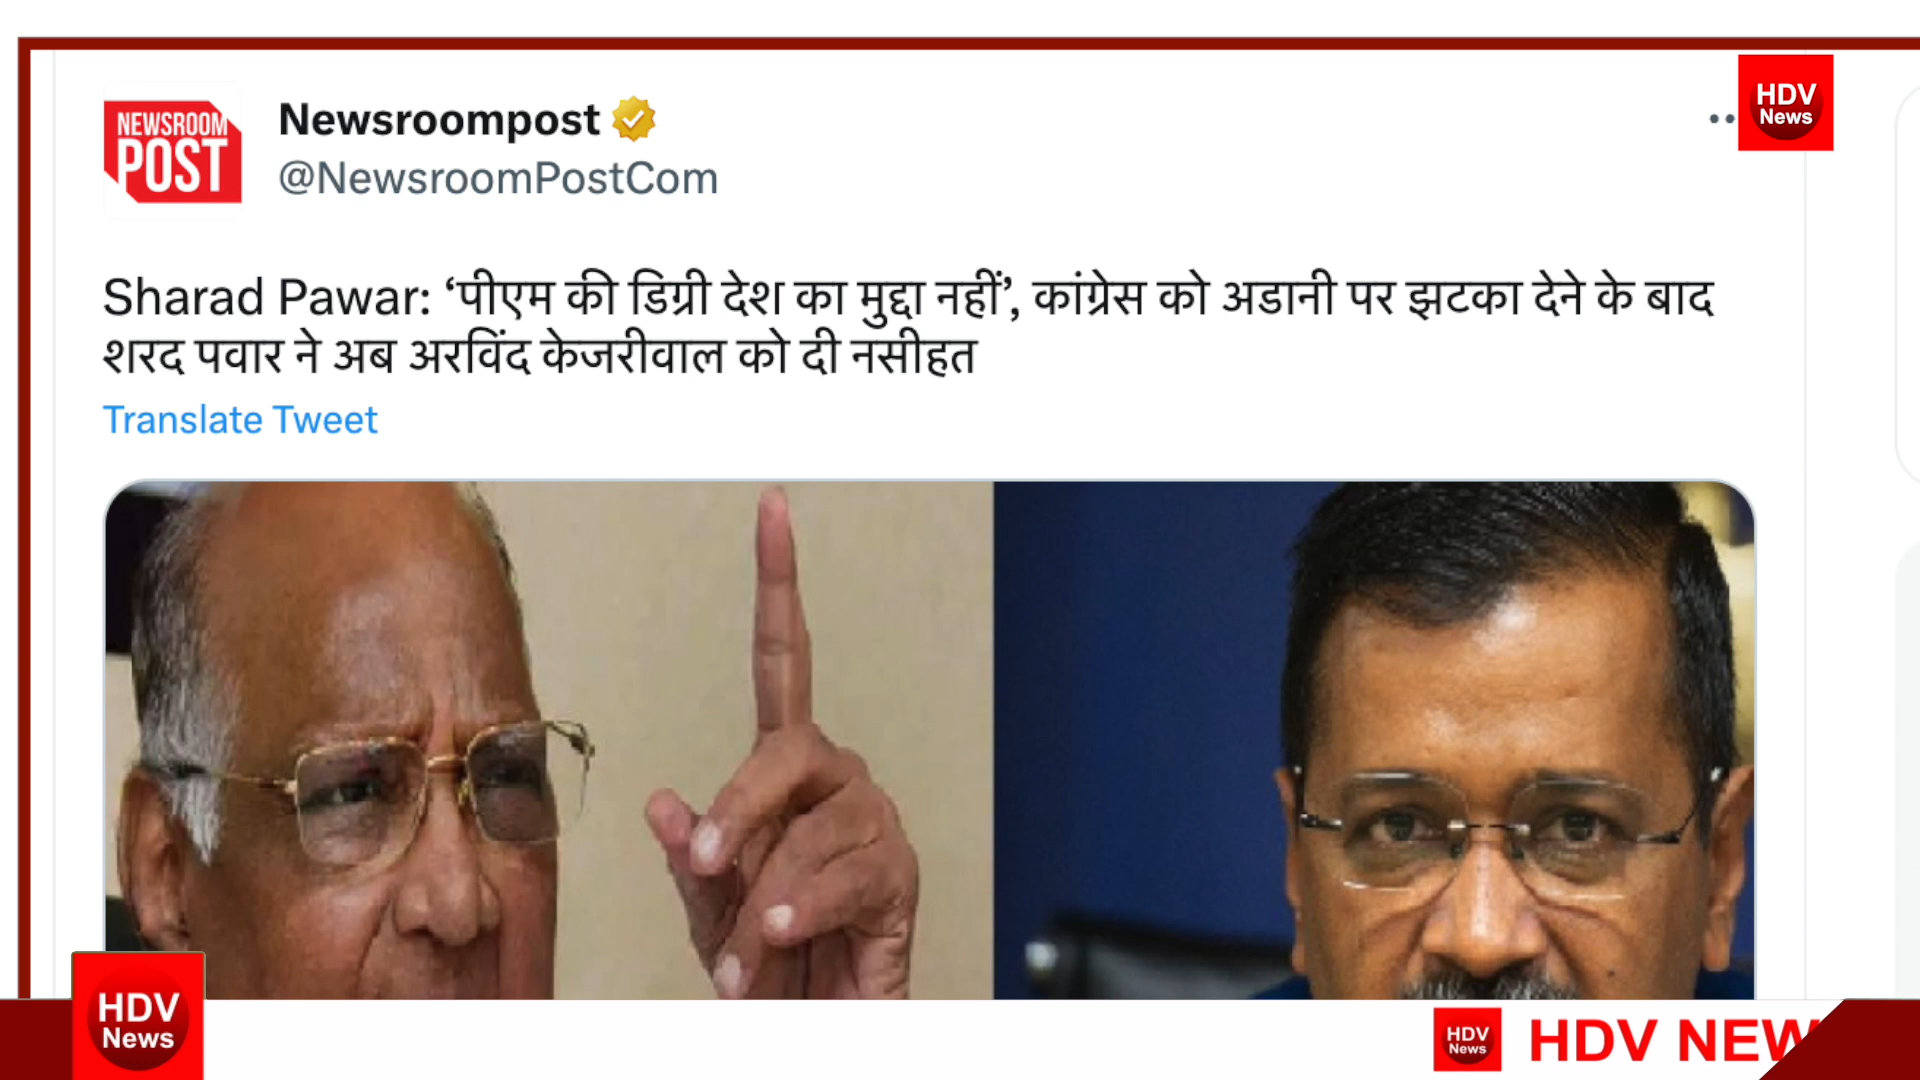 NEWSROOM
POST
Newsroompost
@NewsroomPostCom
HDV
News
Sharad Pawar: ‘पीएम की डिग्री देश का मुद्दा नहीं’, कांग्रेस को अडानी पर झटका देने के बाद
शरद पवार ने अब अरविंद केजरीवाल को दी नसीहत
Translate Tweet
HDV
News
HDV
News
HDV NEW